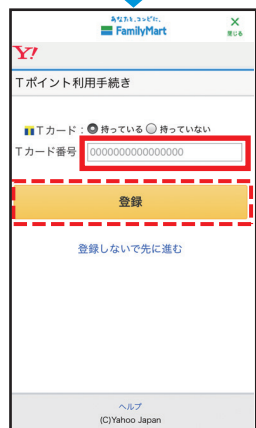 あなたと、コンビに、
FamilyMart
×
閉じる
Y!
Tポイント利用手続き
Tカード : 持っている 持っていない
Tカード番号 0000000000000000
登録
登録しないで先に進む
ヘルプ
(C)Yahoo Japan